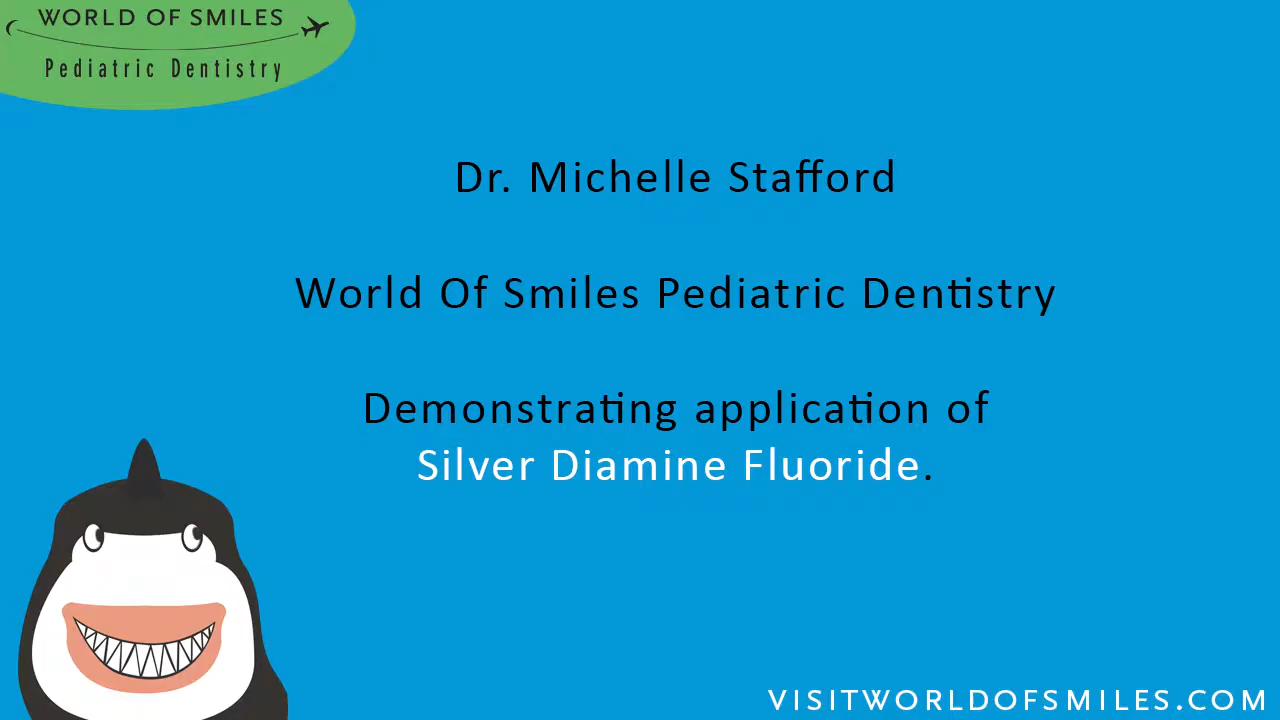 WORLD OF SMILES
Pediatric Dentistry
Dr. Michelle Stafford
World Of Smiles Pediatric Dentistry
Demonstrating application of
Silver Diamine Fluoride.
VISITWORLDOFSMILES.COM